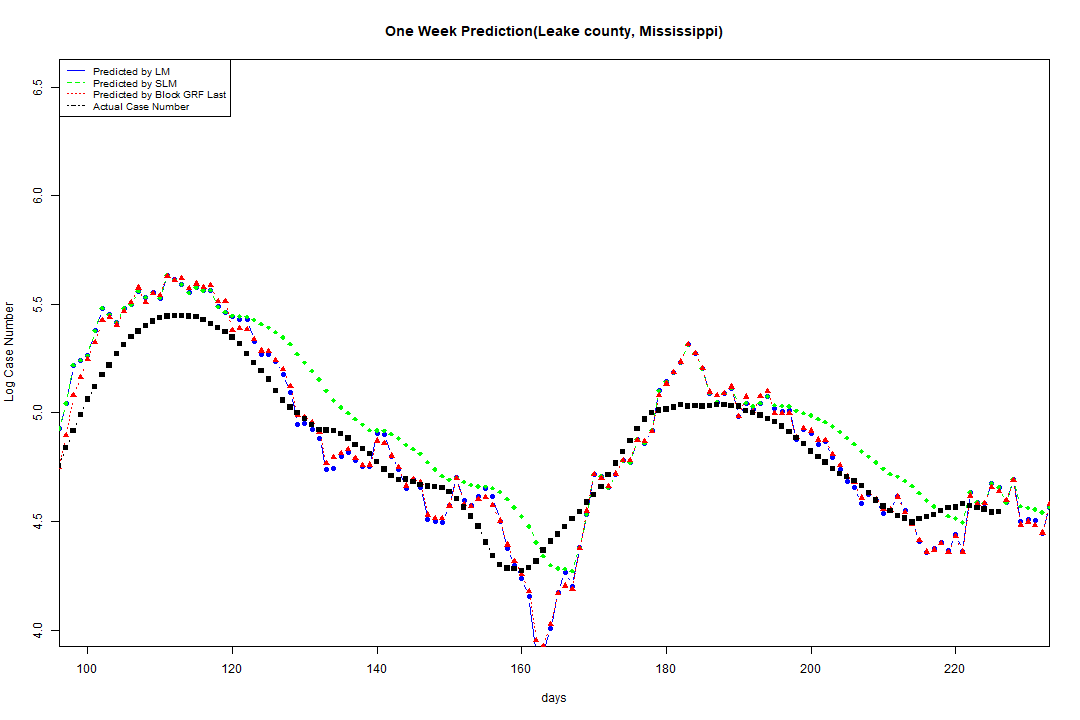 One Week Prediction(Leake county, Mississippi)
Predicted by LM
Predicted by SLM
Predicted by Block GRF Last
Actual Case Number
Log Case Number
6.5
6.0
5.5
5.0
4.5
4.0
100 120 140 160 180 200 220
days